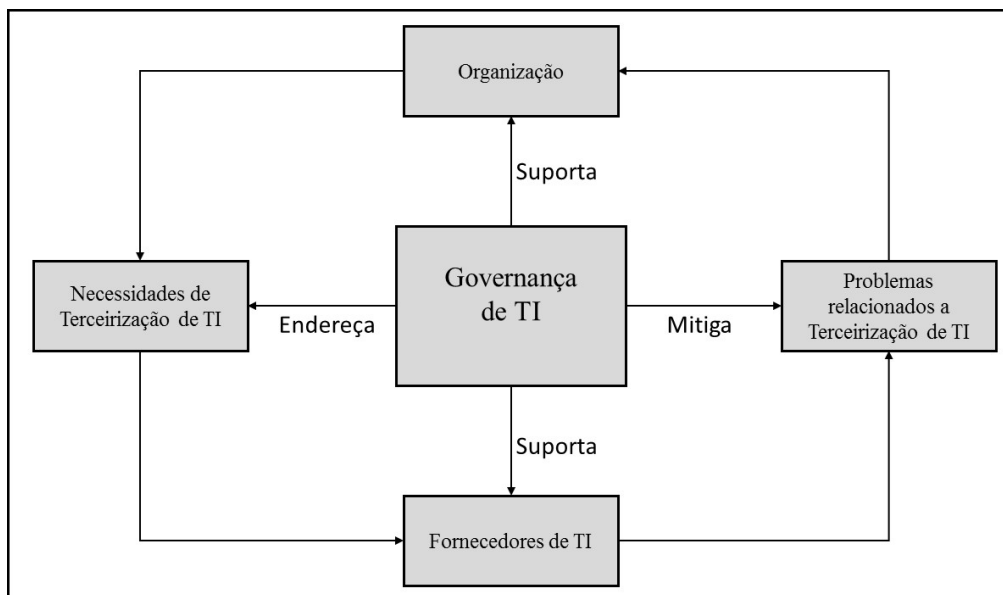 Organização
Suporta
Governança
de TI
Necessidades de
Terceirização de TI
Endereça
Mitiga
Problemas
relacionados a
Terceirização de TI
Suporta
Fornecedores de TI